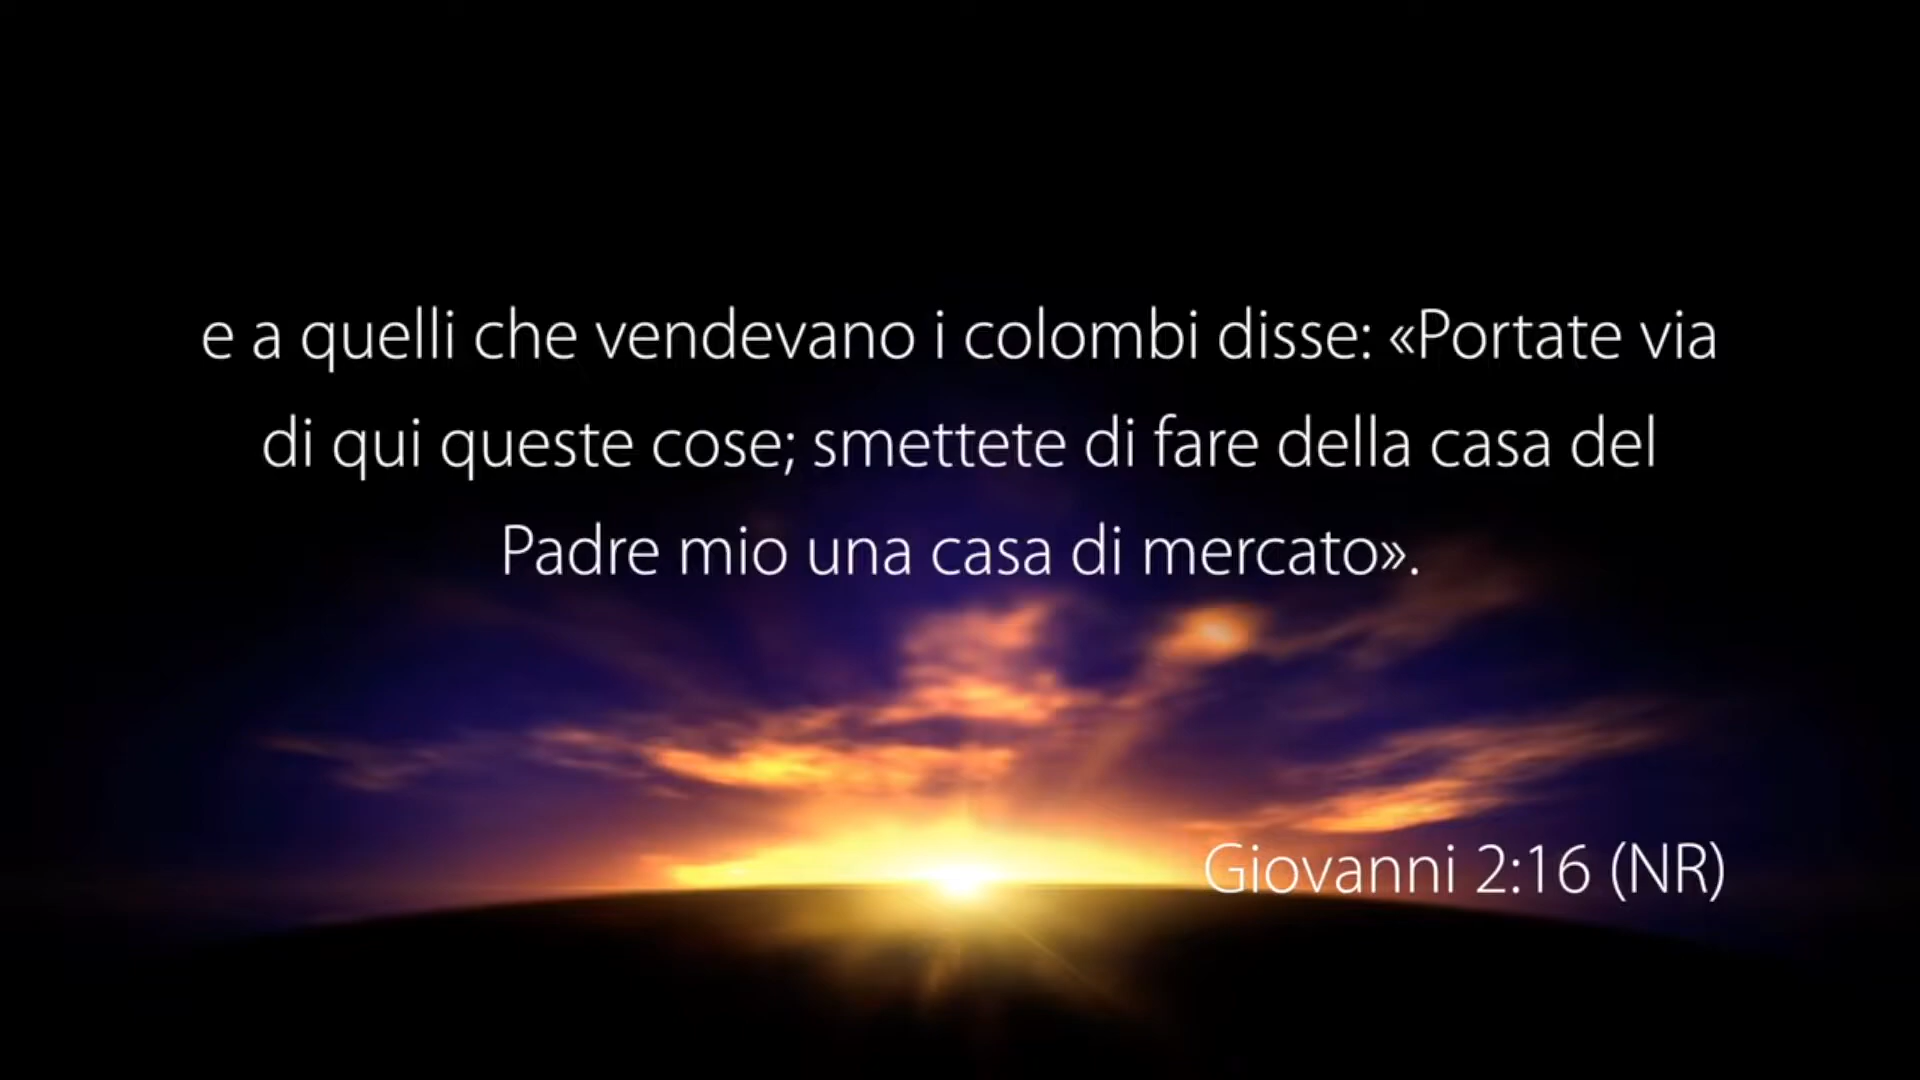 e a quelli che vendevano i colombi disse: «Portate via
di qui queste cose; smettete di fare della casa del
Padre mio una casa di mercato».
Giovanni 2:16 (NR)